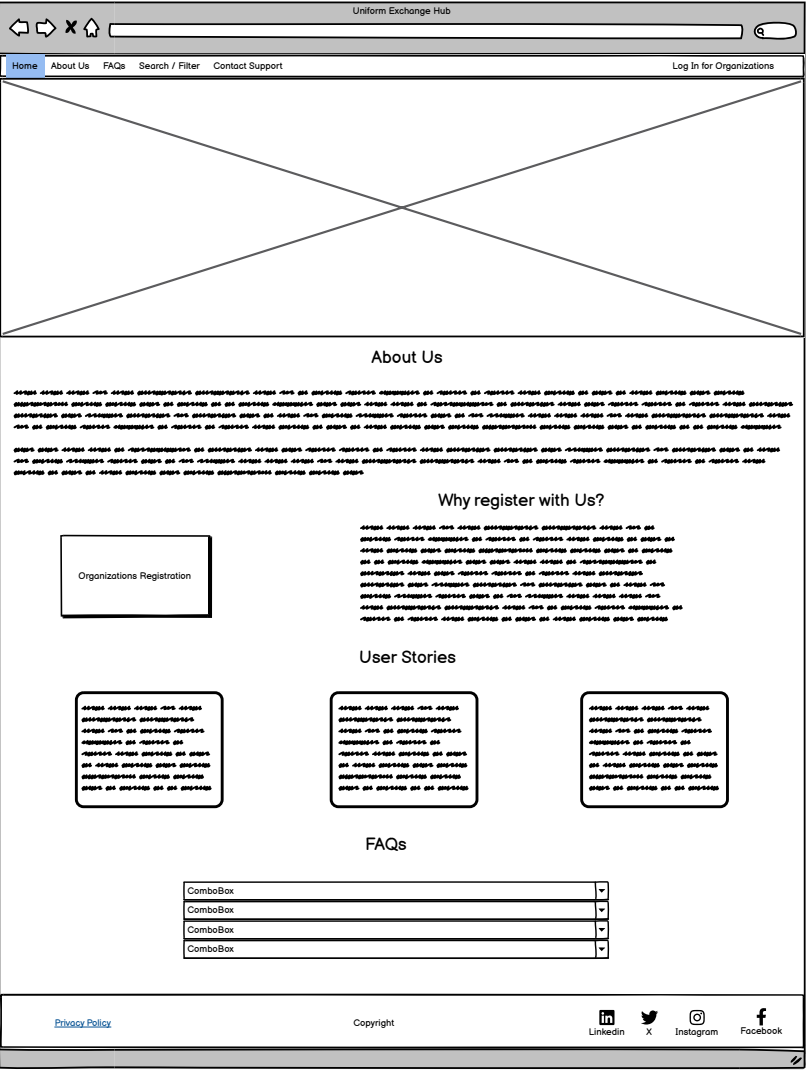 Uniform Exchange Hub
Home About Us FAQs Search / Filter Contact Support Log In for Organizations
About Us
Why register with Us?
Organizations Registration
User Stories
FAQs
ComboBox
ComboBox
ComboBox
ComboBox
Privacy Policy Copyright Linkedin X Instagram Facebook